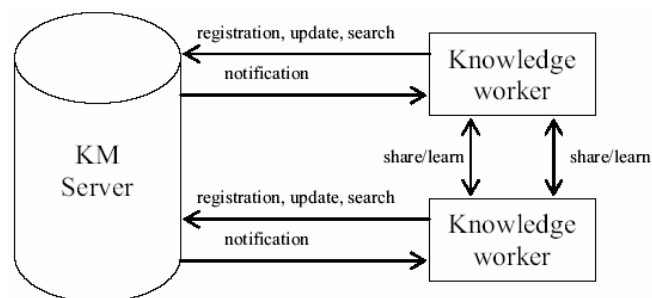 registration, update, search
Knowledge
worker
notification
KM
Server
share/learn
share/learn
registration, update, search
Knowledge
worker
notification